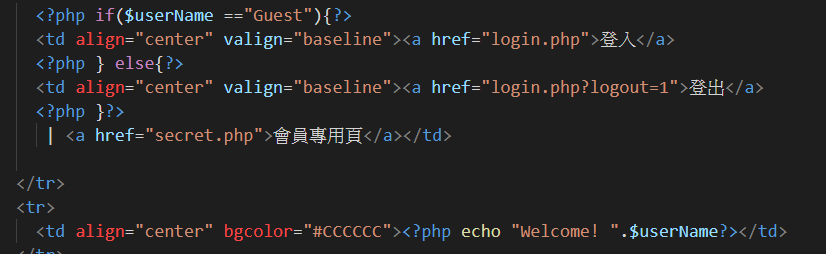 <?php if($userName =="Guest"){?>
<td align="center" valign="baseline"><a href="login.php">登入</a>
<?php } else{?>
<td align="center" valign="baseline"><a href="login.php?logout=1">登出</a>
<?php }?>
| <a href="secret.php">會員專用頁</a></td>
</tr>
<tr>
<td align="center" bgcolor="#CCCCCC"><?php echo "Welcome! ".$userName?></td>